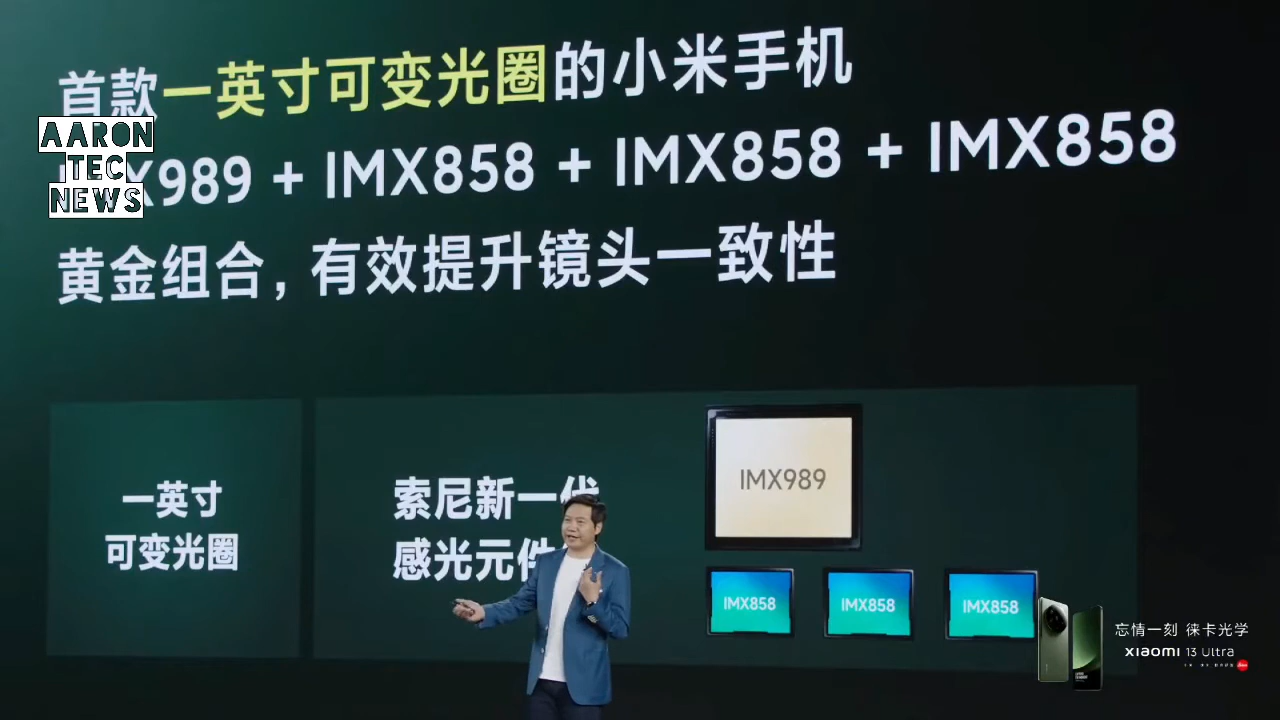 首款一英寸可变光圈的小米手机
AARON
TEC
NEWS
X989 + IMX858 + IMX858 + IMX858
黄金组合，有效提升镜头一致性
一英寸
可变光圈
索尼新一代
感光元件
IMX989
IMX858
IMX858
IMX858
忘情一刻 徕卡光学
xiaomi 13 Ultra